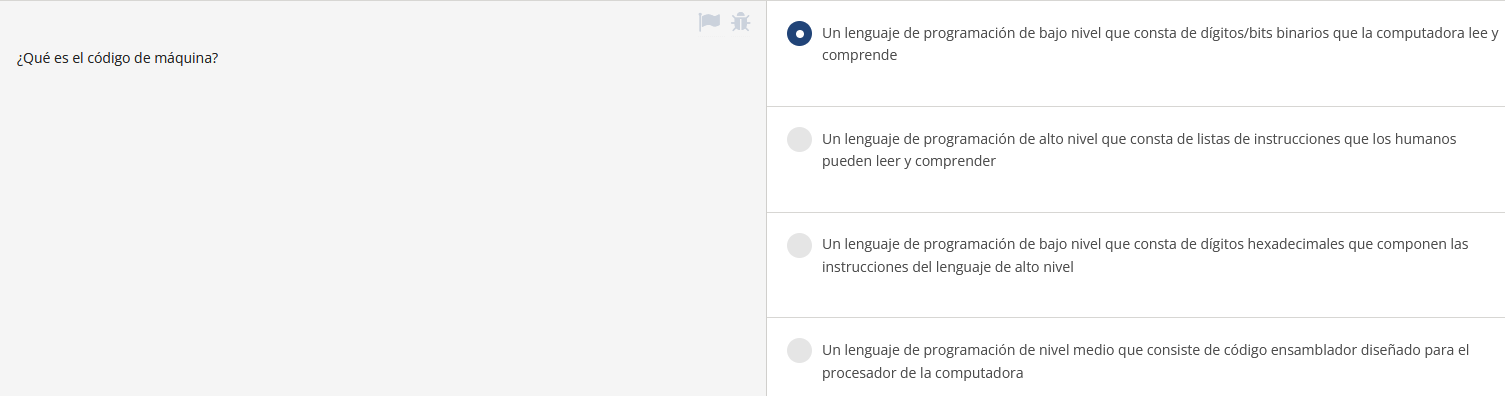 ¿Qué es el código de máquina?
Un lenguaje de programación de bajo nivel que consta de dígitos/bits binarios que la computadora lee y
comprende
Un lenguaje de programación de alto nivel que consta de listas de instrucciones que los humanos
pueden leer y comprender
Un lenguaje de programación de bajo nivel que consta de dígitos hexadecimales que componen las
instrucciones del lenguaje de alto nivel
Un lenguaje de programación de nivel medio que consiste de código ensamblador diseñado para el
procesador de la computadora